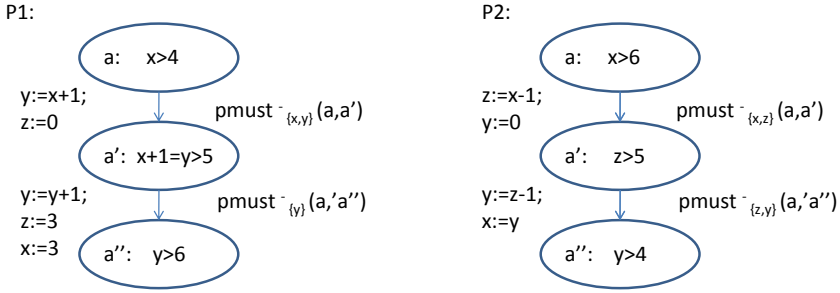 P1:
a: x>4
y:=x+1;
z:=0
pmust ⁻{x,y} (a,a’)
a’: x+1=y>5
y:=y+1;
z:=3
x:=3
pmust ⁻{y} (a,’a’’)
a’’: y>6
P2:
a: x>6
z:=x-1;
y:=0
pmust ⁻{x,z} (a,a’)
a’: z>5
y:=z-1;
x:=y
pmust ⁻{z,y} (a,’a’’)
a’’: y>4